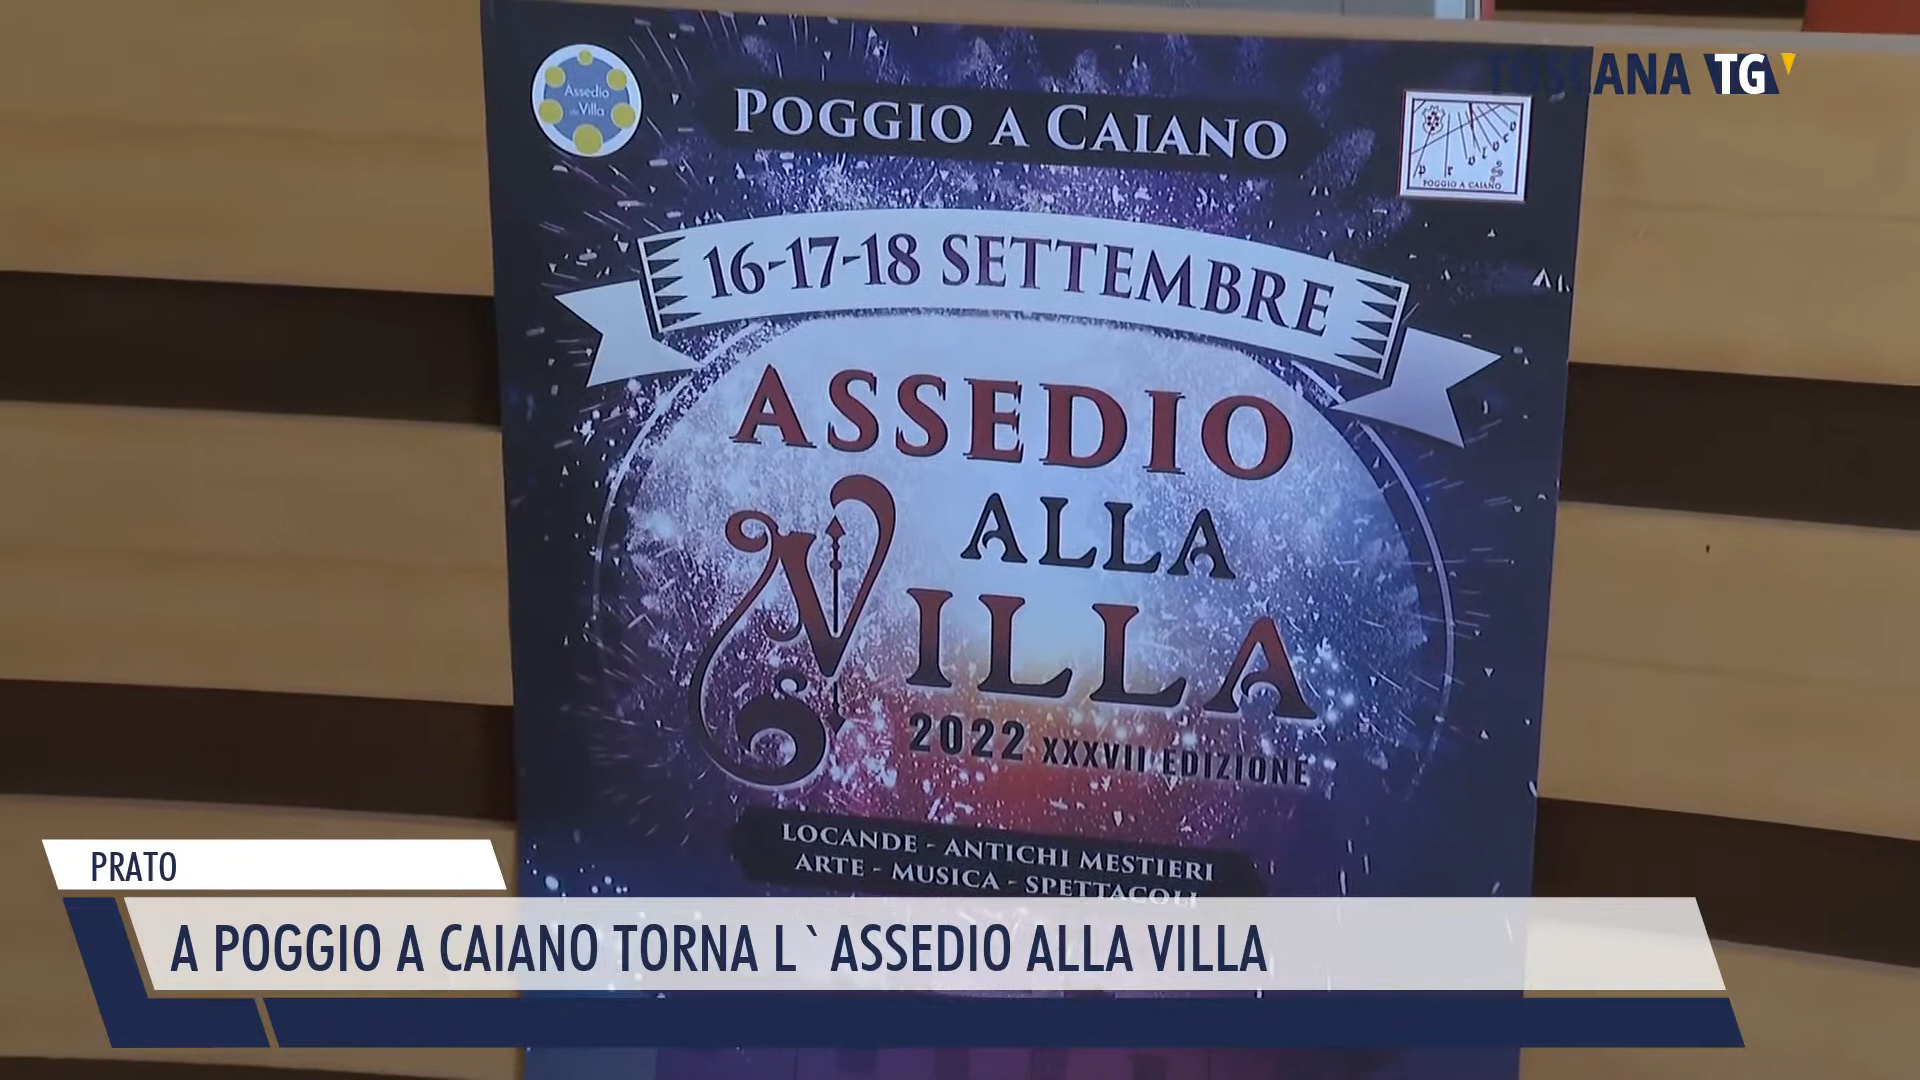 TOSCANA TG
Assedio
alla Villa
POGGIO A CAIANO
proloco
POGGIO A CAIANO
16-17-18 SETTEMBRE
ASSEDIO
ALLA
VILLA
2022 XXXVII EDIZIONE
LOCANDE - ANTICHI MESTIERI
ARTE - MUSICA - SPETTACOLI
PRATO
A POGGIO A CAIANO TORNA L`ASSEDIO ALLA VILLA